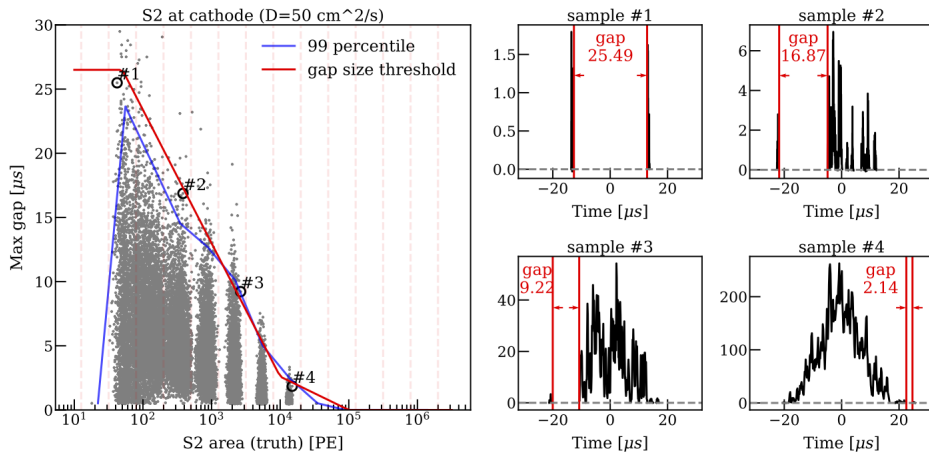 S2 at cathode (D=50 cm^2/s)
99 percentile
gap size threshold
#1
#2
#3
#4
Max gap [μs]
30
25
20
15
10
5
0
10^1
10^2
10^3
10^4
10^5
10^6
S2 area (truth) [PE]
sample #1
gap
25.49
1.5
1.0
0.5
0.0
−20
0
20
Time [μs]
sample #2
gap
16.87
6
4
2
0
−20
0
20
Time [μs]
sample #3
gap
9.22
40
20
0
−20
0
20
Time [μs]
sample #4
gap
2.14
200
100
0
−20
0
20
Time [μs]